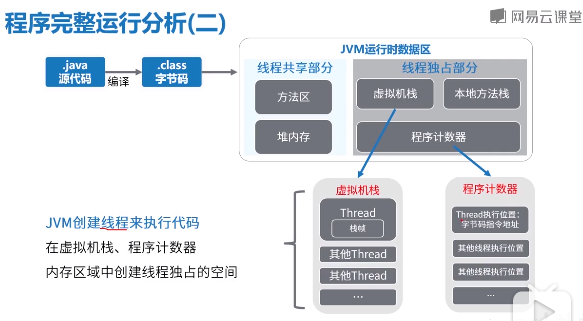 程序完整运行分析(二)
网易云课堂
.java
源代码
编译
.class
字节码
JVM运行时数据区
线程共享部分
方法区
堆内存
线程独占部分
虚拟机栈
本地方法栈
程序计数器
虚拟机栈
Thread
栈帧
其他Thread
其他Thread
...
程序计数器
Thread执行位置：
字节码指令地址
其他线程执行位置
其他线程执行位置
...
JVM创建线程来执行代码
在虚拟机栈、程序计数器
内存区域中创建线程独占的空间